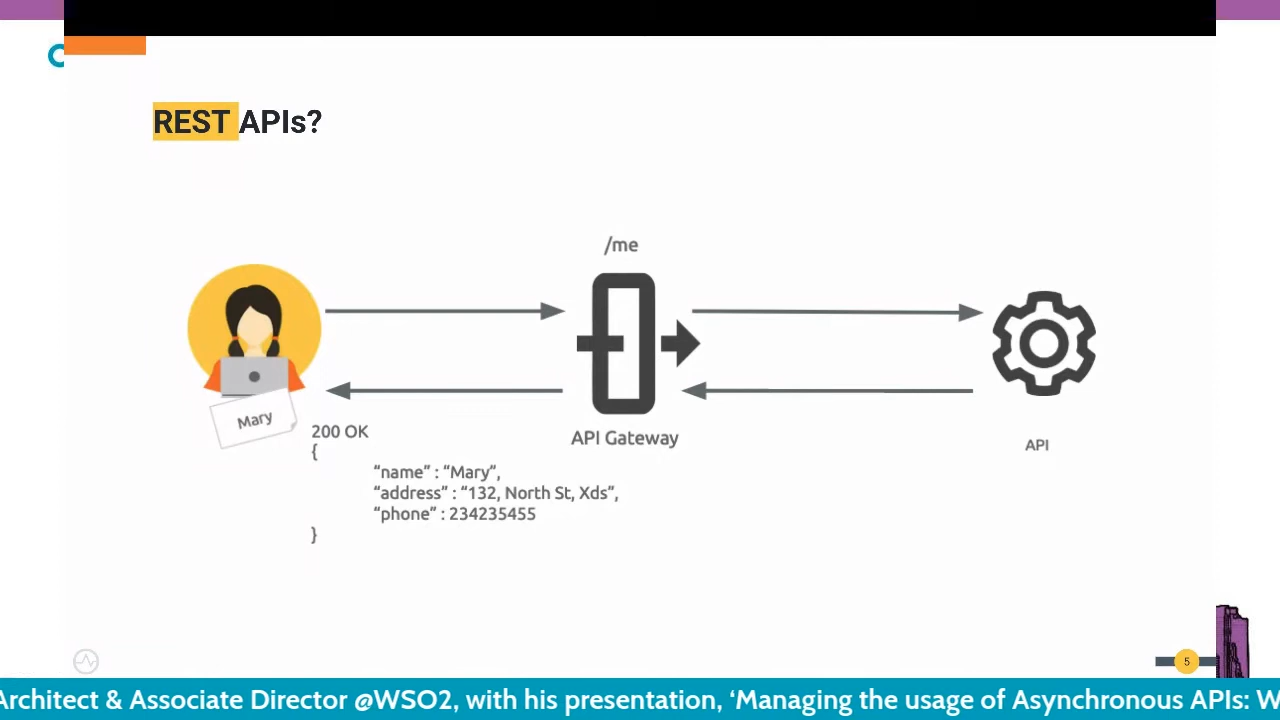 REST APIs?
/me
Mary
200 OK
{
“name” : “Mary”,
“address” : “132, North St, Xds”,
“phone” : 234235455
}
API Gateway
API
5
Architect & Associate Director @WSO2, with his presentation, ‘Managing the usage of Asynchronous APIs: W